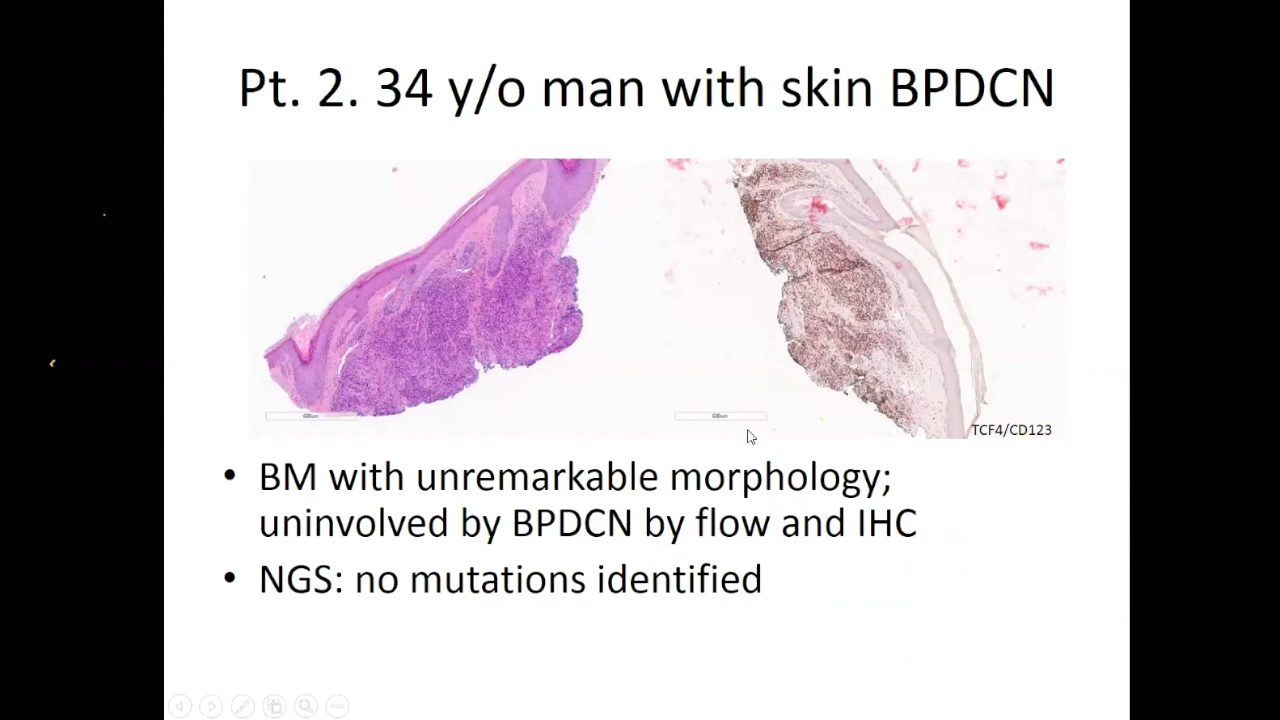 Pt. 2. 34 y/o man with skin BPDCN
TCF4/CD123
• BM with unremarkable morphology;
uninvolved by BPDCN by flow and IHC
• NGS: no mutations identified